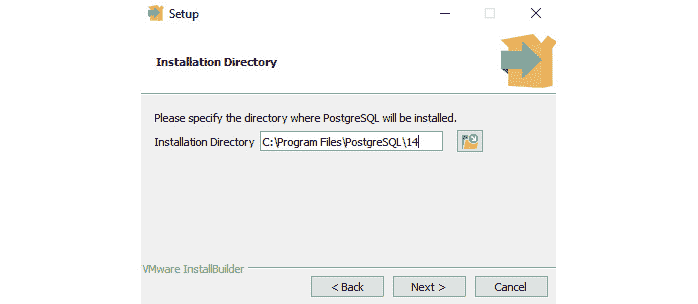 Setup
Installation Directory
Please specify the directory where PostgreSQL will be installed.
Installation Directory C:\Program Files\PostgreSQL\14
VMware InstallBuilder
< Back Next > Cancel